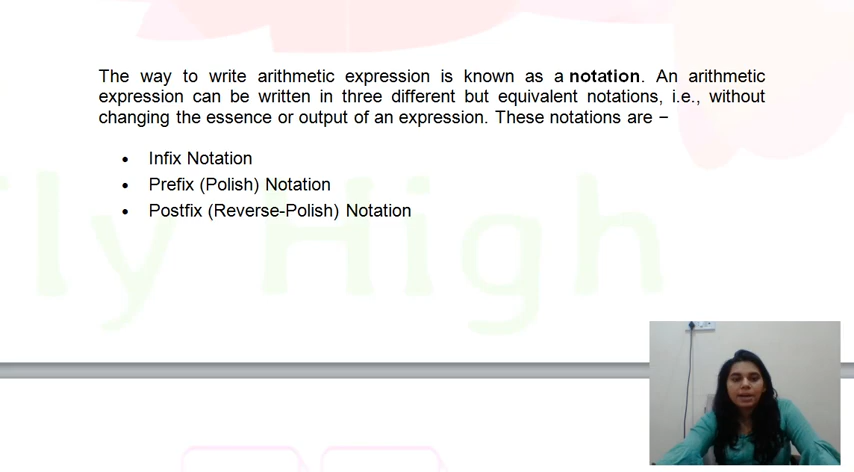 The way to write arithmetic expression is known as a notation. An arithmetic
expression can be written in three different but equivalent notations, i.e., without
changing the essence or output of an expression. These notations are −
• Infix Notation
• Prefix (Polish) Notation
• Postfix (Reverse-Polish) Notation
Fly High